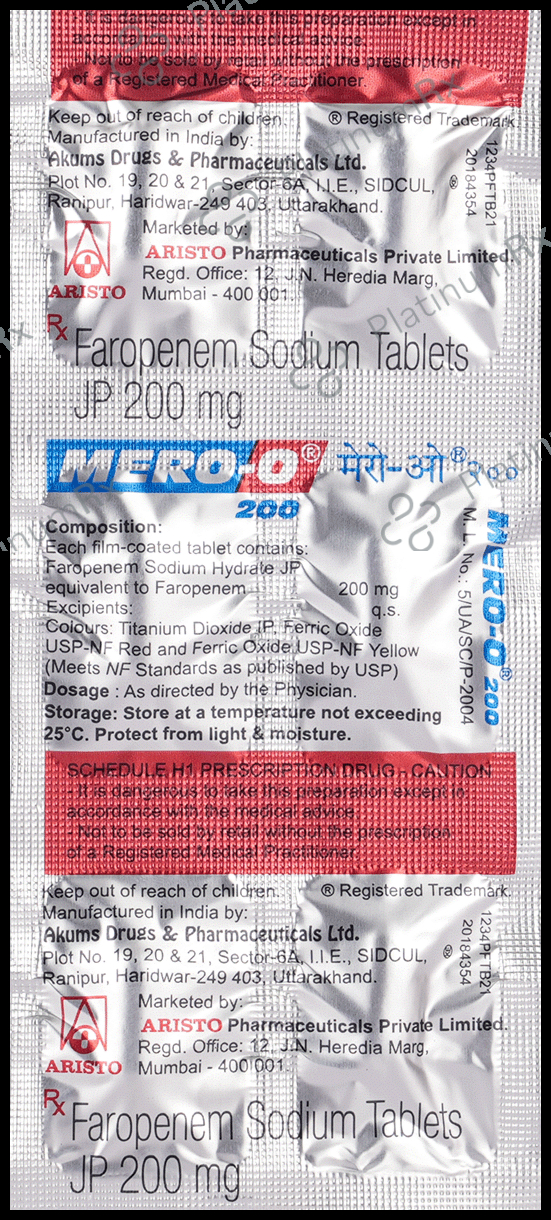 - It is dangerous to take this preparation except in
accordance with the medical advice
- Not to be sold by retail without the prescription
of a Registered Medical Practitioner.
Keep out of reach of children. ® Registered Trademark
Manufactured in India by:
Akums Drugs & Pharmaceuticals Ltd.
Plot No. 19, 20 & 21, Sector-6A, I.I.E., SIDCUL,
Ranipur, Haridwar-249 403, Uttarakhand.
1234PFTB21
20184354
Marketed by:
ARISTO Pharmaceuticals Private Limited.
Regd. Office: 12, J.N. Heredia Marg,
Mumbai - 400 001.
ARISTO
Rx
Faropenem Sodium Tablets
JP 200 mg
MERO-O® मेरो-ओ® २००
200
Composition:
Each film-coated tablet contains:
Faropenem Sodium Hydrate JP
equivalent to Faropenem 200 mg
Excipients: q.s.
Colours: Titanium Dioxide IP, Ferric Oxide
USP-NF Red and Ferric Oxide USP-NF Yellow
(Meets NF Standards as published by USP)
Dosage : As directed by the Physician.
Storage: Store at a temperature not exceeding
25°C. Protect from light & moisture.
MERO-O® 200
M. L. No.: 5/UA/SC/P-2004
SCHEDULE H1 PRESCRIPTION DRUG - CAUTION
- It is dangerous to take this preparation except in
accordance with the medical advice
- Not to be sold by retail without the prescription
of a Registered Medical Practitioner.
Keep out of reach of children. ® Registered Trademark.
Manufactured in India by:
Akums Drugs & Pharmaceuticals Ltd.
Plot No. 19, 20 & 21, Sector-6A, I.I.E., SIDCUL,
Ranipur, Haridwar-249 403, Uttarakhand.
1234PFTB21
20184354
Marketed by:
ARISTO Pharmaceuticals Private Limited.
Regd. Office: 12, J.N. Heredia Marg,
Mumbai - 400 001.
ARISTO
Rx
Faropenem Sodium Tablets
JP 200 mg
PlatinumRx
PlatinumRx